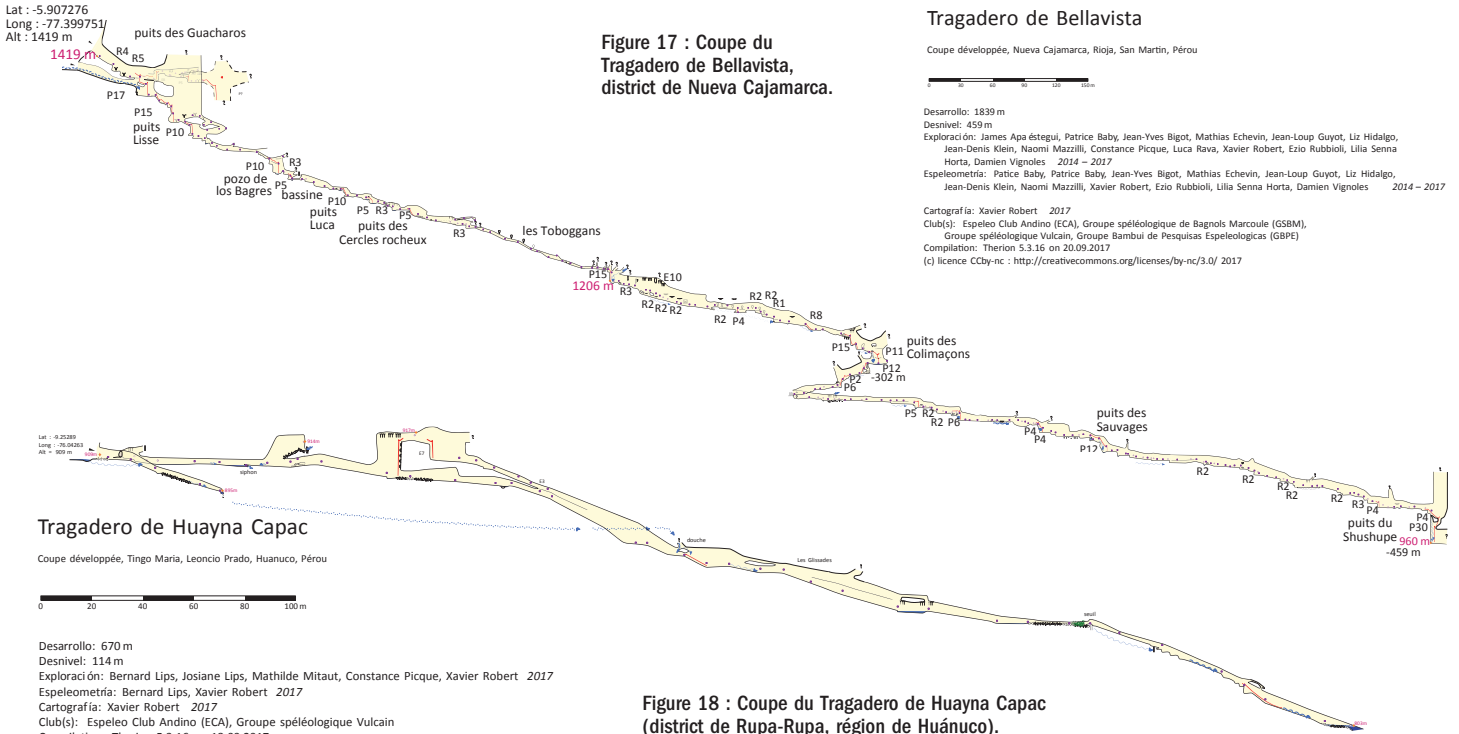 Lat : -5.907276
Long : -77.399751
Alt : 1419 m
1419 m
puits des Guacharos
R4
R5
P17
P15
puits
Lisse
P10
P10
R3
pozo de
los Bagres
P5
bassine
P10
puits
Luca
P5
R3
P5
puits des
Cercles rocheux
R3
les Toboggans
P15
1206 m
E10
R3
R2
R2
R2
R2
P4
R2
R2
R1
R8
P15
P11
puits des
Colimaçons
P12
-302 m
P2
P6
P5
R2
P6
P4
P4
puits des
Sauvages
P12
R2
R2
R2
R2
R2
R2
R3
P4
P4
P30
puits du
Shushupe
960 m
-459 m
Figure 17 : Coupe du
Tragadero de Bellavista,
district de Nueva Cajamarca.
Tragadero de Bellavista
Coupe développée, Nueva Cajamarca, Rioja, San Martin, Pérou
0 30 60 90 120 150 m
Desarrollo: 1839 m
Desnivel: 459 m
Exploración: James Apa éstegui, Patrice Baby, Jean-Yves Bigot, Mathias Echevin, Jean-Loup Guyot, Liz Hidalgo,
Jean-Denis Klein, Naomi Mazzilli, Constance Picque, Luca Rava, Xavier Robert, Ezio Rubbioli, Lilia Senna
Horta, Damien Vignoles 2014 – 2017
Espeleometría: Patice Baby, Patrice Baby, Jean-Yves Bigot, Mathias Echevin, Jean-Loup Guyot, Liz Hidalgo,
Jean-Denis Klein, Naomi Mazzilli, Xavier Robert, Ezio Rubbioli, Lilia Senna Horta, Damien Vignoles 2014 – 2017
Cartografía: Xavier Robert 2017
Club(s): Espeleo Club Andino (ECA), Groupe spéléologique de Bagnols Marcoule (GSBM),
Groupe spéléologique Vulcain, Groupe Bambui de Pesquisas Espeleologicas (GBPE)
Compilation: Therion 5.3.16 on 20.09.2017
(c) licence CCby-nc : http://creativecommons.org/licenses/by-nc/3.0/ 2017
Lat : -9.25289
Long : -76.04263
Alt = 909 m
909m
895m
siphon
914m
917m
E7
E3
douche
Les Glissades
seuil
803m
Tragadero de Huayna Capac
Coupe développée, Tingo Maria, Leoncio Prado, Huanuco, Pérou
0 20 40 60 80 100 m
Desarrollo: 670 m
Desnivel: 114 m
Exploración: Bernard Lips, Josiane Lips, Mathilde Mitaut, Constance Picque, Xavier Robert 2017
Espeleometría: Bernard Lips, Xavier Robert 2017
Cartografía: Xavier Robert 2017
Club(s): Espeleo Club Andino (ECA), Groupe spéléologique Vulcain
Figure 18 : Coupe du Tragadero de Huayna Capac
(district de Rupa-Rupa, région de Huánuco).